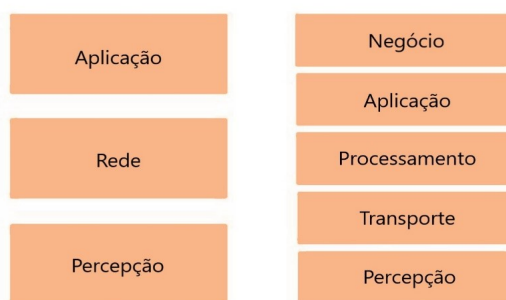 Aplicação
Rede
Percepção
Negócio
Aplicação
Processamento
Transporte
Percepção